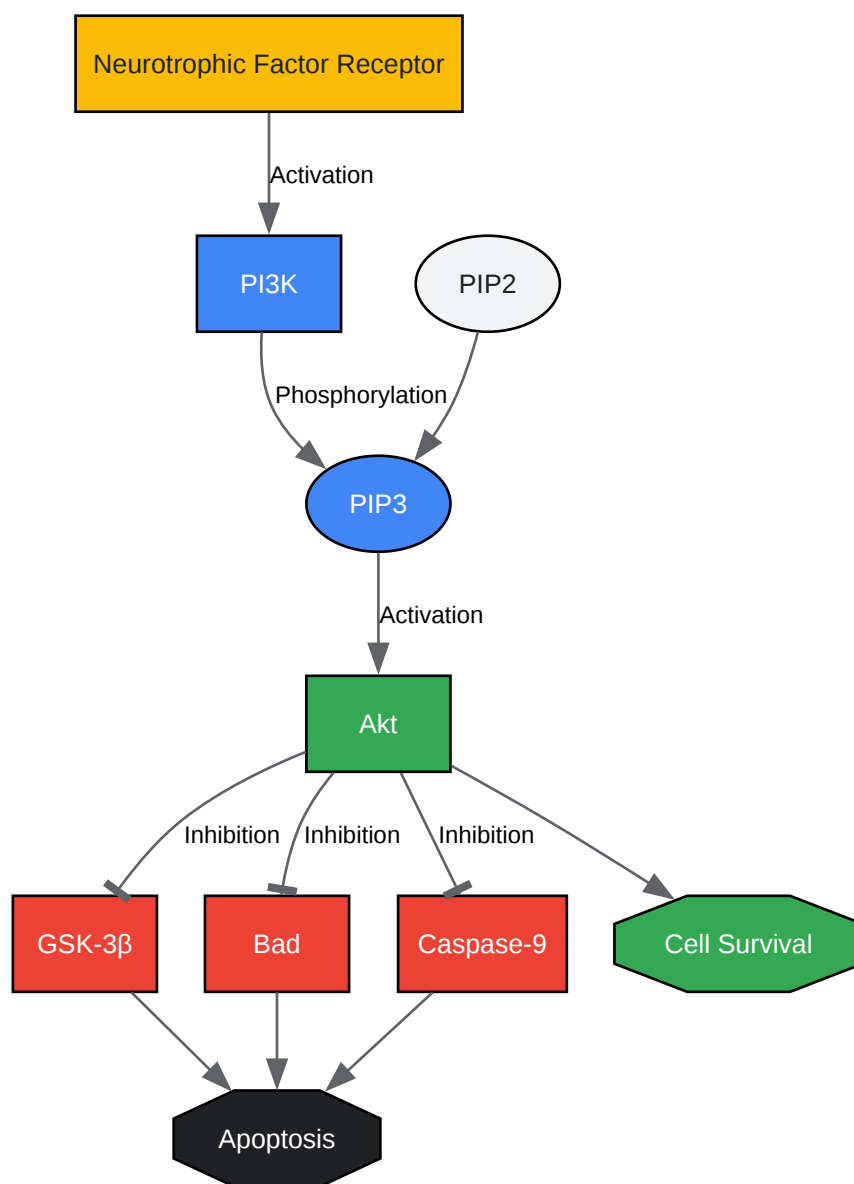 Neurotrophic Factor Receptor
Activation
PI3K
PIP2
Phosphorylation
PIP3
Activation
Akt
Inhibition
Inhibition
Inhibition
GSK-3β
Bad
Caspase-9
Cell Survival
Apoptosis